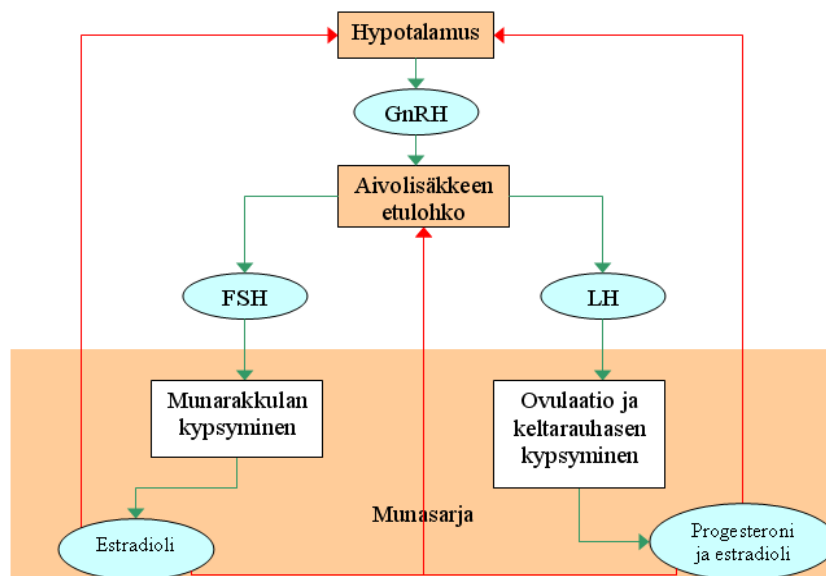 Hypotalamus
GnRH
Aivolisäkkeen
etulohko
FSH
LH
Munarakkulan
kypsyminen
Ovulaatio ja
keltarauhasen
kypsyminen
Munasarja
Estradioli
Progesteroni
ja estradioli